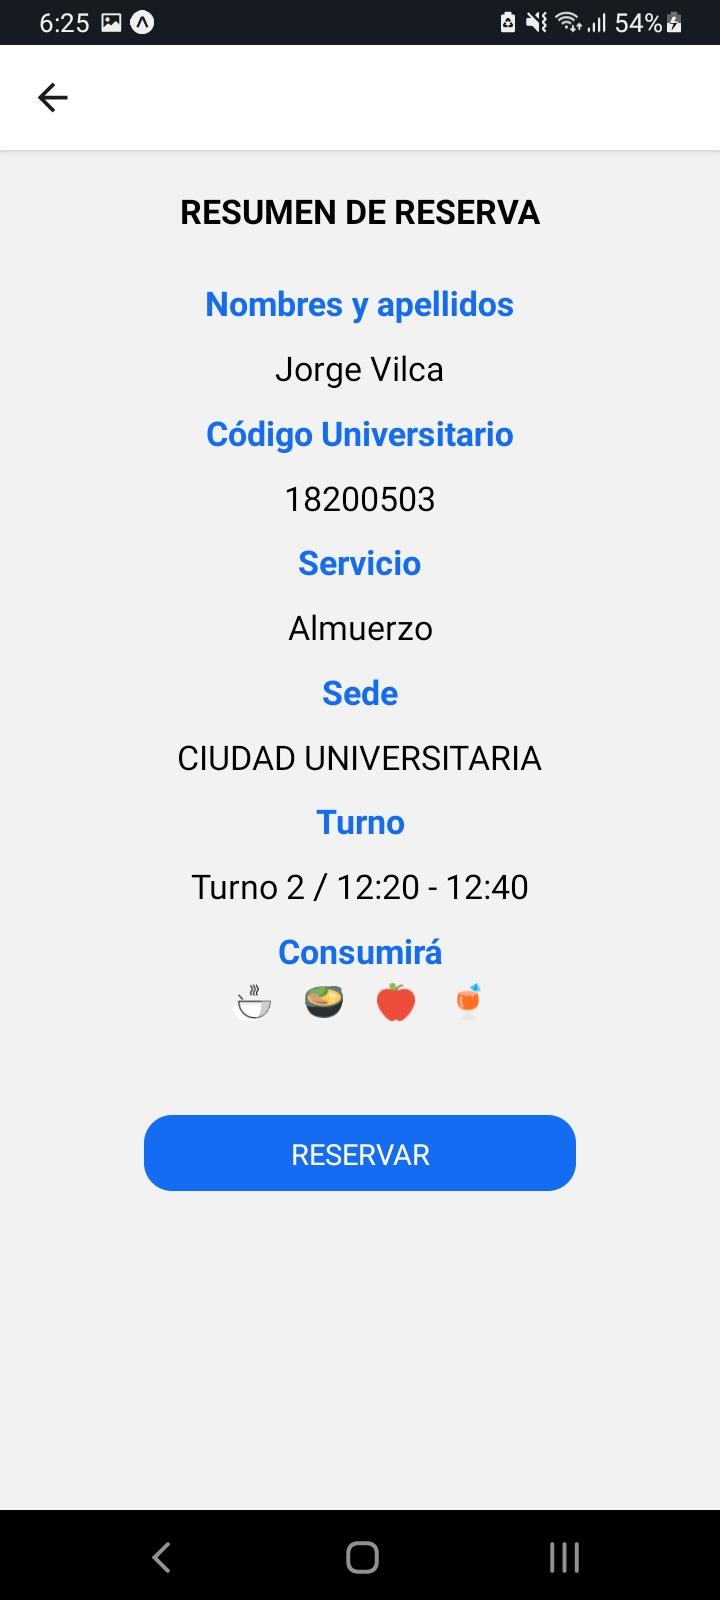 6:25 54%
RESUMEN DE RESERVA
Nombres y apellidos
Jorge Vilca
Código Universitario
18200503
Servicio
Almuerzo
Sede
CIUDAD UNIVERSITARIA
Turno
Turno 2 / 12:20 - 12:40
Consumirá
RESERVAR